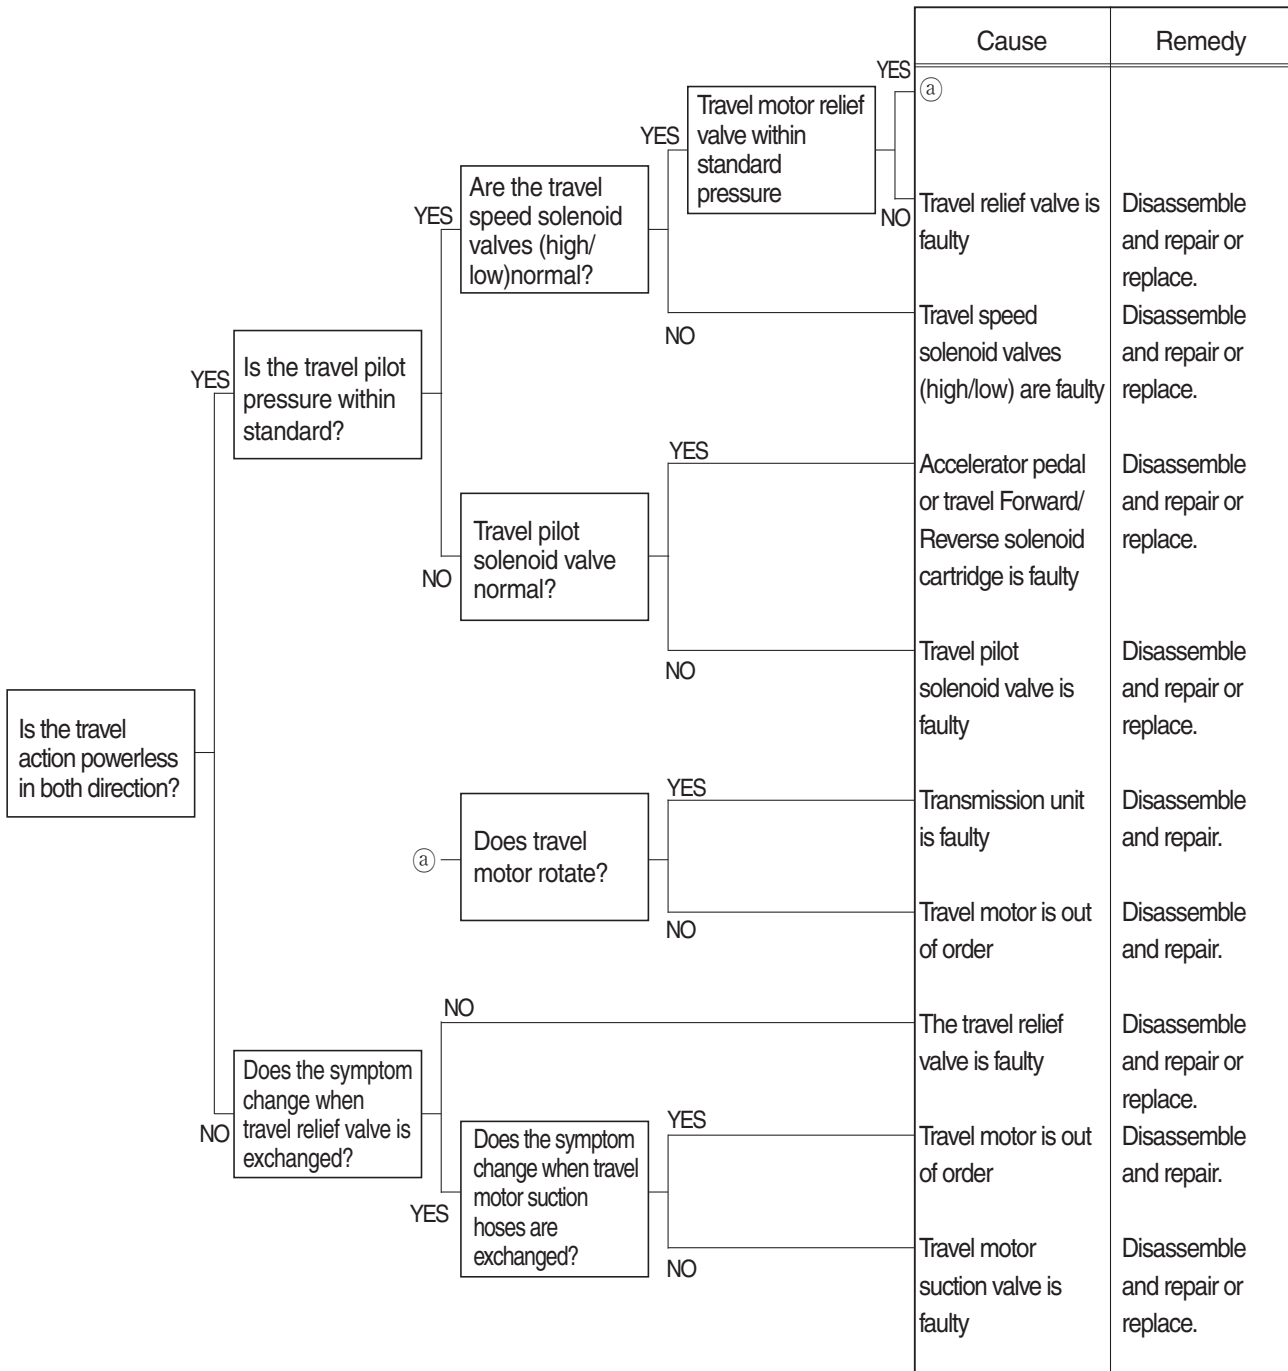 Cause
Remedy
YES
ⓐ
Travel motor relief
valve within
standard
pressure
YES
NO
Travel relief valve is
faulty
Disassemble
and repair or
replace.
Are the travel
speed solenoid
valves (high/
low)normal?
YES
NO
Travel speed
solenoid valves
(high/low) are faulty
Disassemble
and repair or
replace.
Is the travel pilot
pressure within
standard?
YES
YES
Accelerator pedal
or travel Forward/
Reverse solenoid
cartridge is faulty
Disassemble
and repair or
replace.
Travel pilot
solenoid valve
normal?
NO
NO
Travel pilot
solenoid valve is
faulty
Disassemble
and repair or
replace.
Is the travel
action powerless
in both direction?
ⓐ
Does travel
motor rotate?
YES
Transmission unit
is faulty
Disassemble
and repair.
NO
Travel motor is out
of order
Disassemble
and repair.
NO
The travel relief
valve is faulty
Disassemble
and repair or
replace.
NO
Does the symptom
change when
travel relief valve is
exchanged?
YES
Does the symptom
change when travel
motor suction
hoses are
exchanged?
YES
Travel motor is out
of order
Disassemble
and repair.
NO
Travel motor
suction valve is
faulty
Disassemble
and repair or
replace.